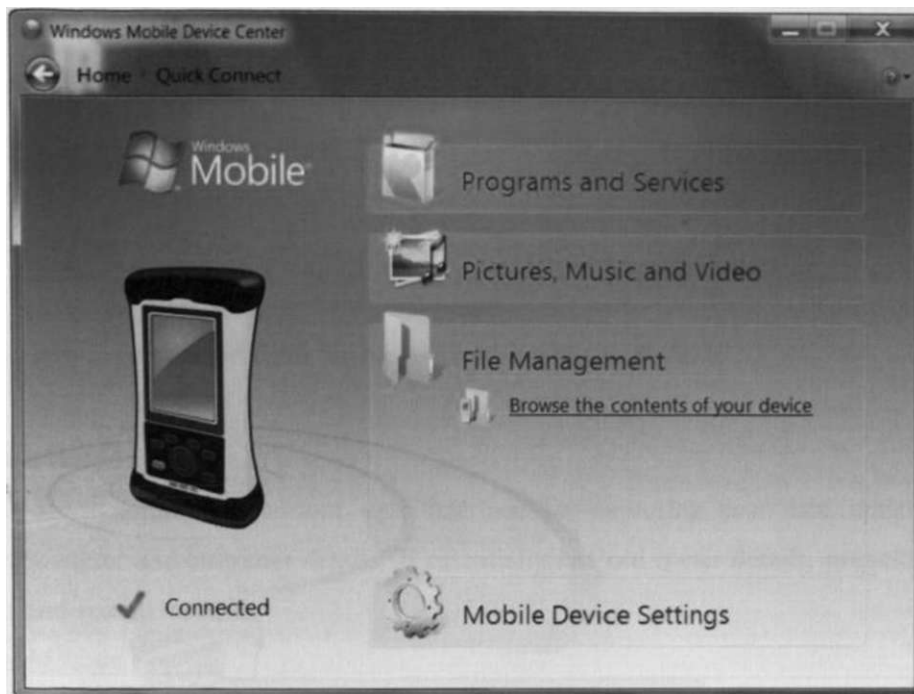 Windows Mobile Device Center
Home Quick Connect
Windows
Mobile
Programs and Services
Pictures, Music and Video
File Management
Browse the contents of your device
Connected
Mobile Device Settings